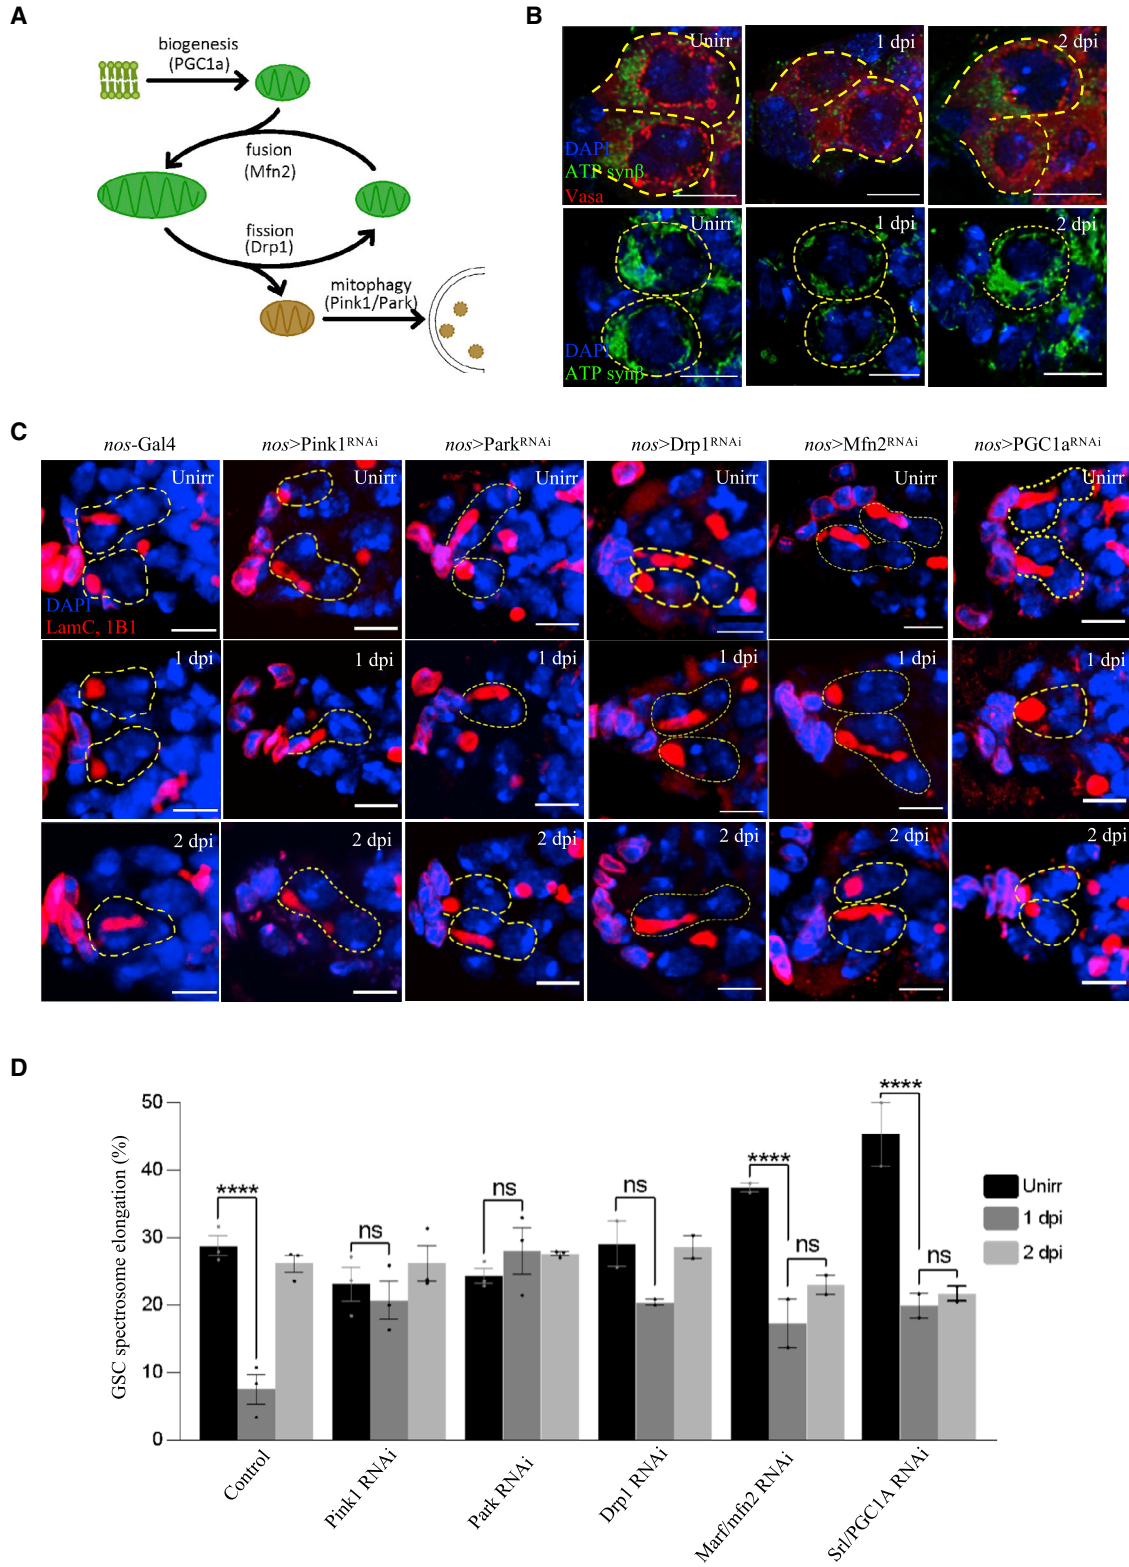 A
biogenesis
(PGC1a)
fusion
(Mfn2)
fission
(Drp1)
mitophagy
(Pink1/Park)
B
Unirr
DAPI
ATP synβ
Vasa
1 dpi
2 dpi
Unirr
DAPI
ATP synβ
1 dpi
2 dpi
C
nos-Gal4
nos>Pink1RNAi
nos>ParkRNAi
nos>Drp1RNAi
nos>Mfn2RNAi
nos>PGC1aRNAi
Unirr
DAPI
LamC, 1B1
Unirr
Unirr
Unirr
Unirr
Unirr
1 dpi
1 dpi
1 dpi
1 dpi
1 dpi
1 dpi
2 dpi
2 dpi
2 dpi
2 dpi
2 dpi
2 dpi
D
GSC spectrosome elongation (%)
50
40
30
20
10
0
****
ns
ns
ns
****
ns
****
ns
Unirr
1 dpi
2 dpi
Control
Pink1 RNAi
Park RNAi
Drp1 RNAi
Marf/mfn2 RNAi
Srl/PGC1A RNAi